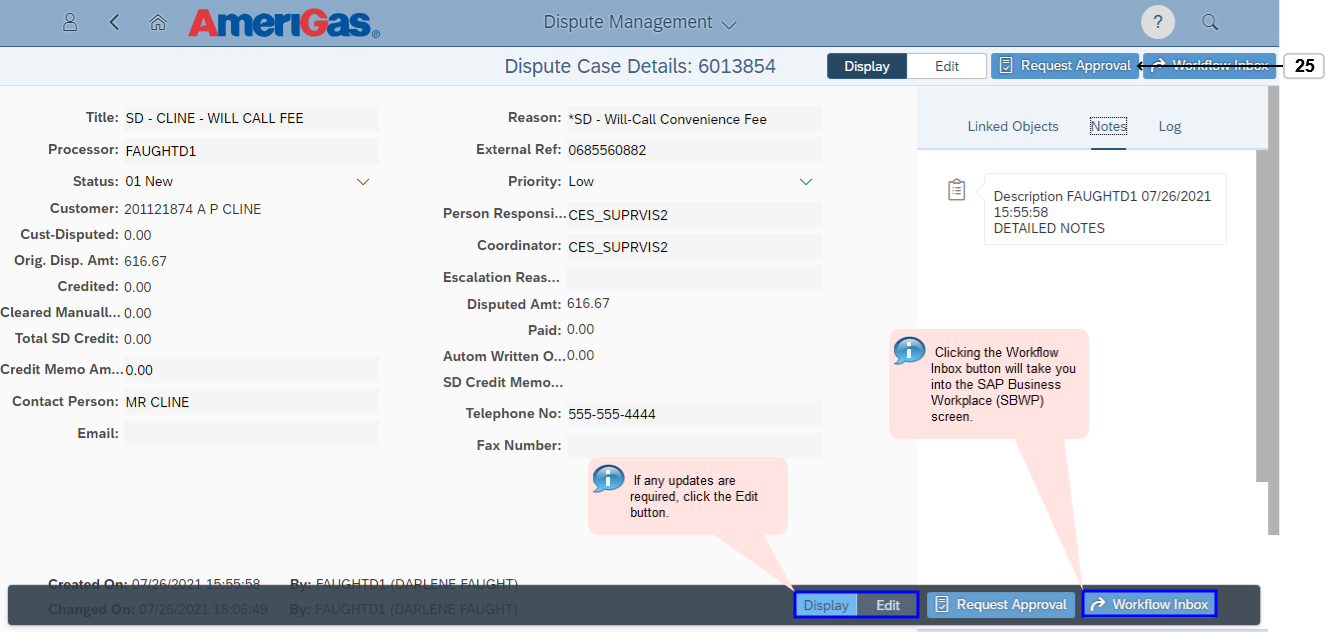 AmeriGas.®
Dispute Management
?
Dispute Case Details: 6013854
Display
Edit
Request Approval
Workflow Inbox
25
Title: SD - CLINE - WILL CALL FEE
Processor: FAUGHTD1
Status: 01 New
Customer: 201121874 A P CLINE
Cust-Disputed: 0.00
Orig. Disp. Amt: 616.67
Credited: 0.00
Cleared Manuall... 0.00
Total SD Credit: 0.00
Credit Memo Am... 0.00
Contact Person: MR CLINE
Email:
Reason: *SD - Will-Call Convenience Fee
External Ref: 0685560882
Priority: Low
Person Responsi... CES_SUPRVIS2
Coordinator: CES_SUPRVIS2
Escalation Reas...
Disputed Amt: 616.67
Paid: 0.00
Autom Written O... 0.00
SD Credit Memo...
Telephone No: 555-555-4444
Fax Number:
Linked Objects
Notes
Log
Description FAUGHTD1 07/26/2021
15:55:58
DETAILED NOTES
Clicking the Workflow
Inbox button will take you
into the SAP Business
Workplace (SBWP)
screen.
If any updates are
required, click the Edit
button.
Created On: 07/26/2021 15:55:58 By: FAUGHTD1 (DARLENE FAUGHT)
Changed On: 07/26/2021 18:06:49 By: FAUGHTD1 (DARLENE FAUGHT)
Display
Edit
Request Approval
Workflow Inbox